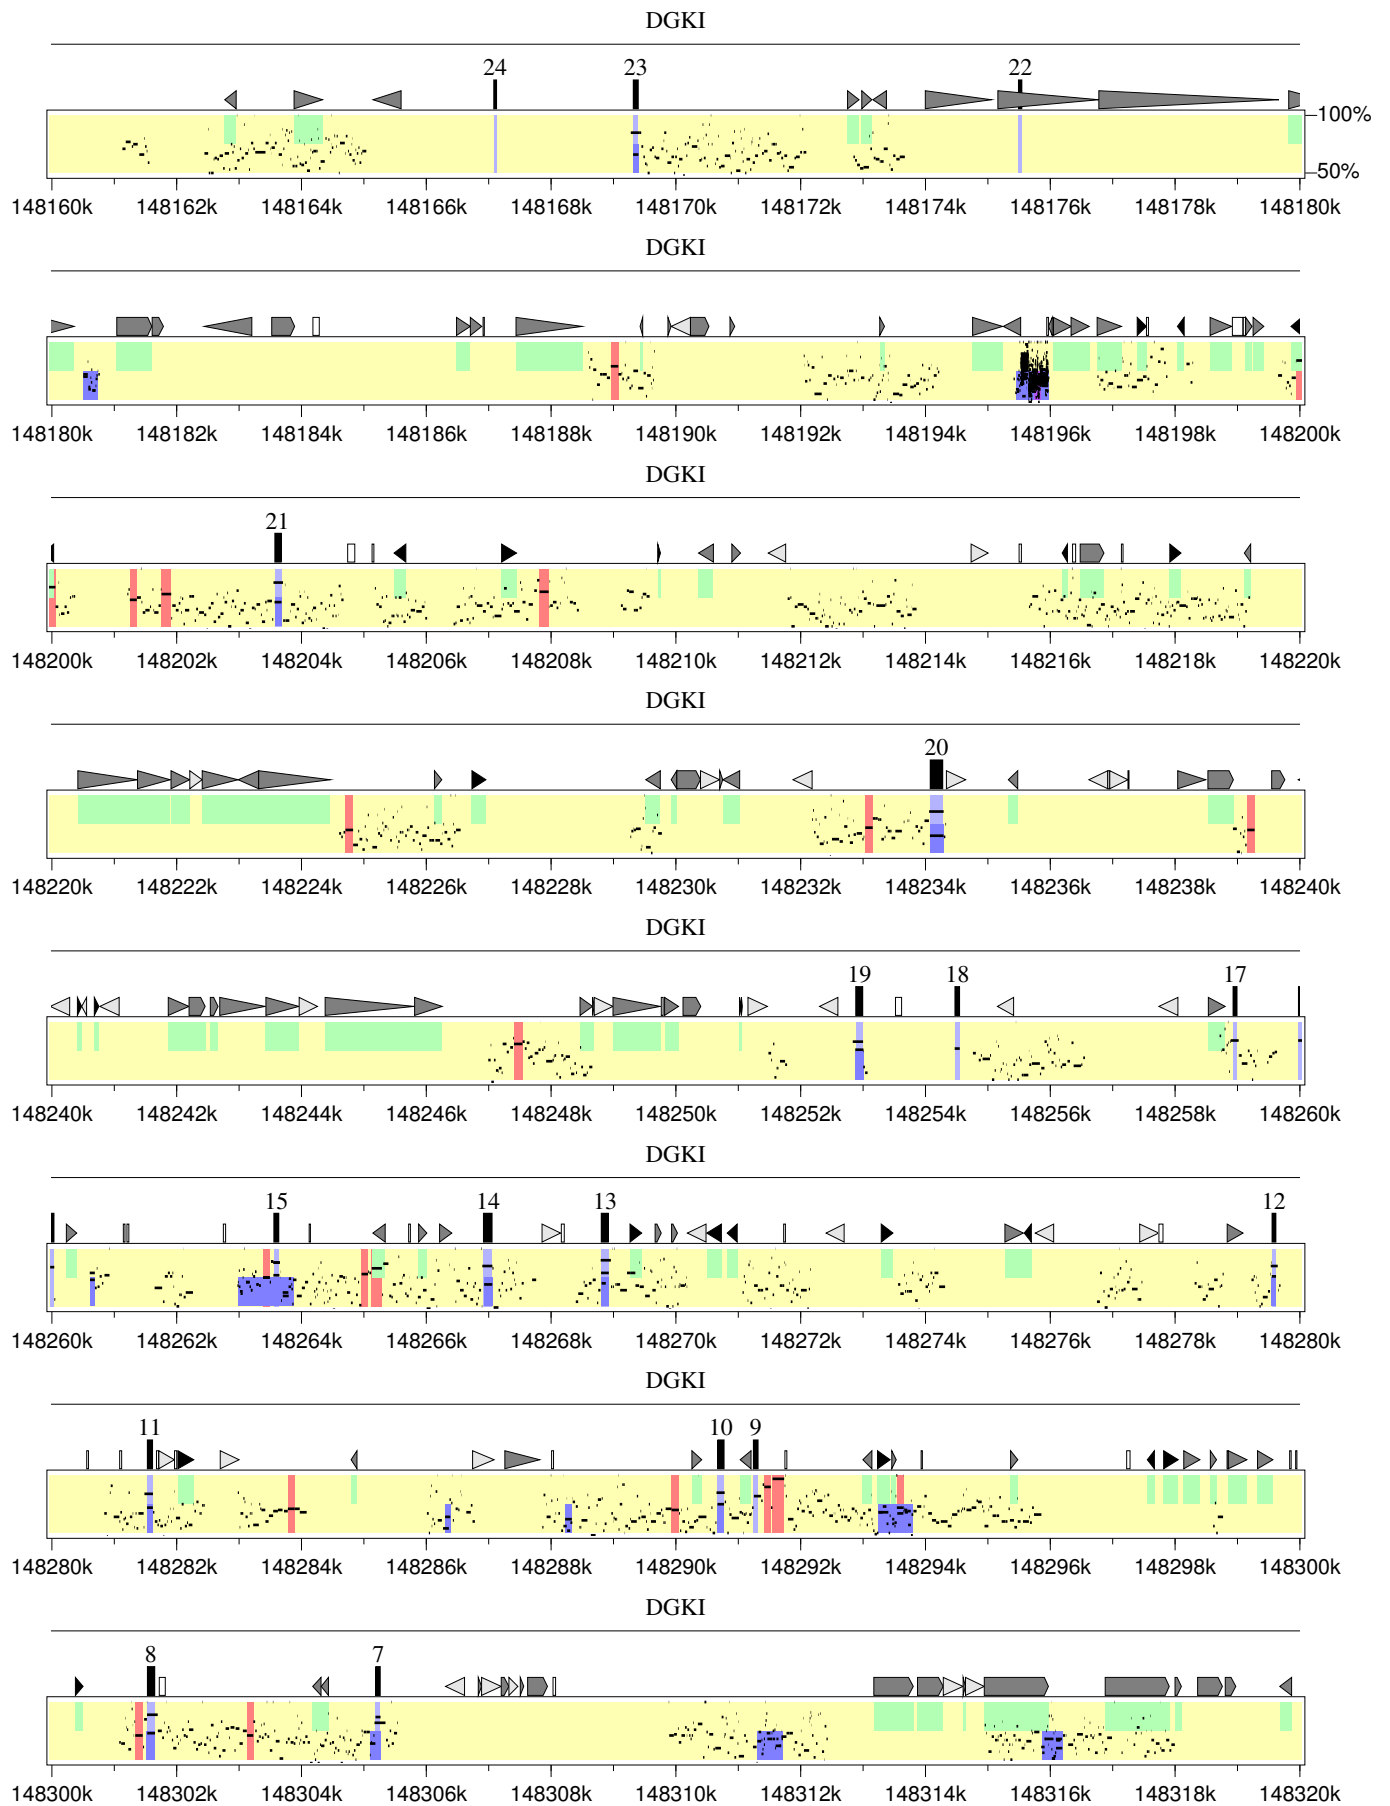 DGKI
24 23 22
100%
50%
148160k 148162k 148164k 148166k 148168k 148170k 148172k 148174k 148176k 148178k 148180k
DGKI
148180k 148182k 148184k 148186k 148188k 148190k 148192k 148194k 148196k 148198k 148200k
DGKI
21
148200k 148202k 148204k 148206k 148208k 148210k 148212k 148214k 148216k 148218k 148220k
DGKI
20
148220k 148222k 148224k 148226k 148228k 148230k 148232k 148234k 148236k 148238k 148240k
DGKI
19 18 17
148240k 148242k 148244k 148246k 148248k 148250k 148252k 148254k 148256k 148258k 148260k
DGKI
15 14 13 12
148260k 148262k 148264k 148266k 148268k 148270k 148272k 148274k 148276k 148278k 148280k
DGKI
11 10 9
148280k 148282k 148284k 148286k 148288k 148290k 148292k 148294k 148296k 148298k 148300k
DGKI
8 7
148300k 148302k 148304k 148306k 148308k 148310k 148312k 148314k 148316k 148318k 148320k